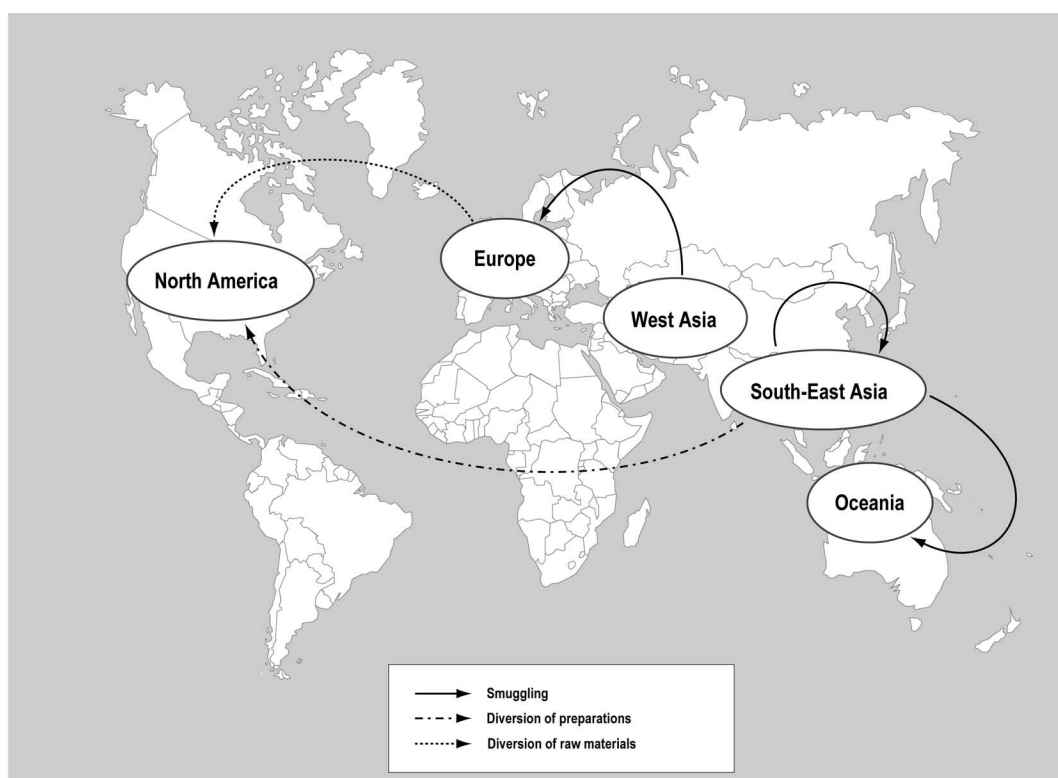 Europe
North America
West Asia
South-East Asia
Oceania
Smuggling
Diversion of preparations
Diversion of raw materials